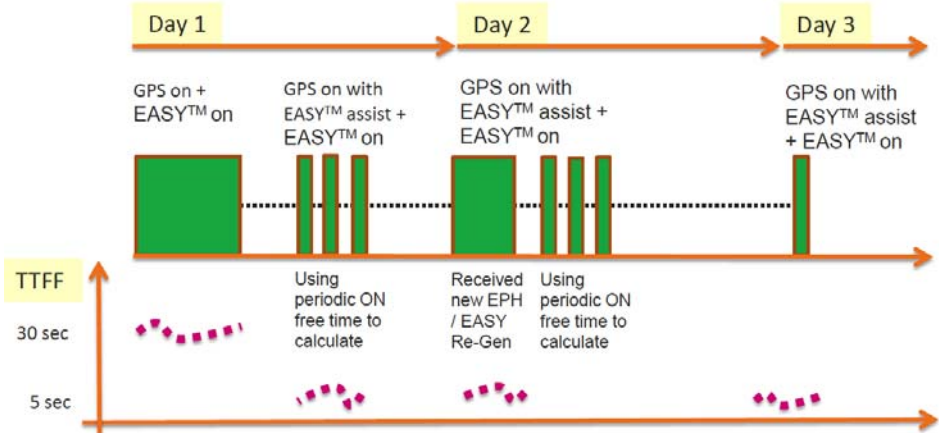 Day 1
Day 2
Day 3
GPS on +
EASY™ on
GPS on with
EASY™ assist +
EASY™ on
GPS on with
EASY™ assist +
EASY™ on
GPS on with
EASY™ assist
+ EASY™ on
Using
periodic ON
free time to
calculate
Received
new EPH
/ EASY
Re-Gen
Using
periodic ON
free time to
calculate
TTFF
30 sec
5 sec